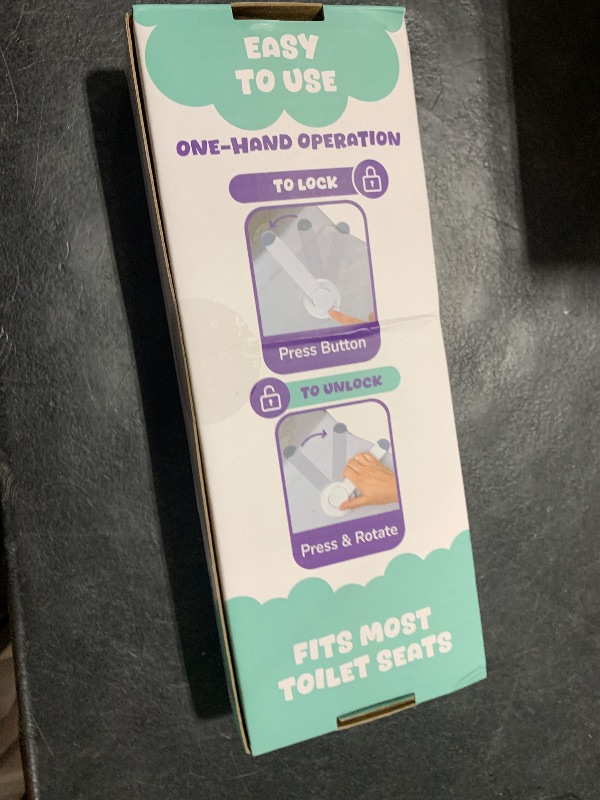 EASY
TO USE
ONE-HAND OPERATION
TO LOCK
Press Button
TO UNLOCK
Press & Rotate
FITS MOST
TOILET SEATS